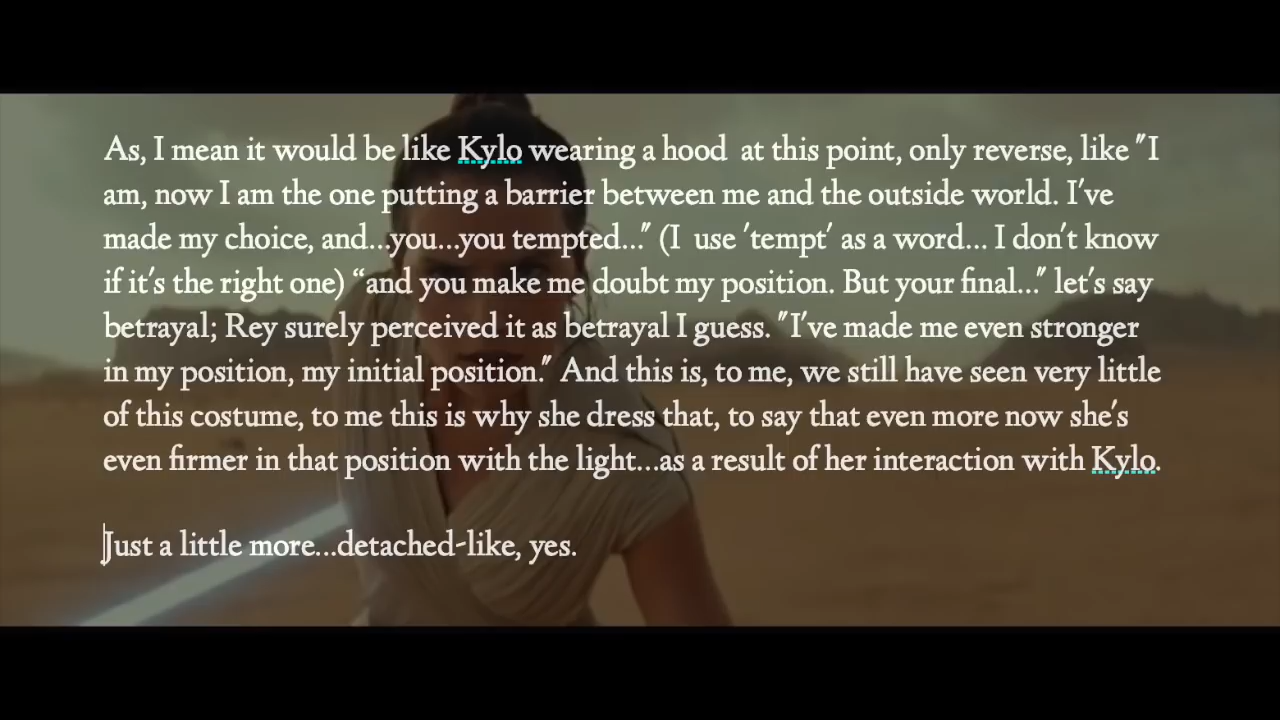 As, I mean it would be like Kylo wearing a hood  at this point, only reverse, like "I
am, now I am the one putting a barrier between me and the outside world. I've
made my choice, and...you...you tempted..." (I  use 'tempt' as a word... I don't know
if it's the right one) “and you make me doubt my position. But your final..." let's say
betrayal; Rey surely perceived it as betrayal I guess. "I've made me even stronger
in my position, my initial position." And this is, to me, we still have seen very little
of this costume, to me this is why she dress that, to say that even more now she's
even firmer in that position with the light...as a result of her interaction with Kylo.
Just a little more...detached-like, yes.